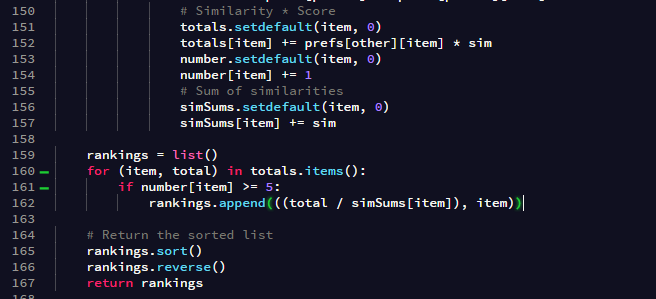 150 # Similarity * Score
151 totals.setdefault(item, 0)
152 totals[item] += prefs[other][item] * sim
153 number.setdefault(item, 0)
154 number[item] += 1
155 # Sum of similarities
156 simSums.setdefault(item, 0)
157 simSums[item] += sim
158
159 rankings = list()
160 for (item, total) in totals.items():
161 if number[item] >= 5:
162 rankings.append(((total / simSums[item]), item))
163
164 # Return the sorted list
165 rankings.sort()
166 rankings.reverse()
167 return rankings
168